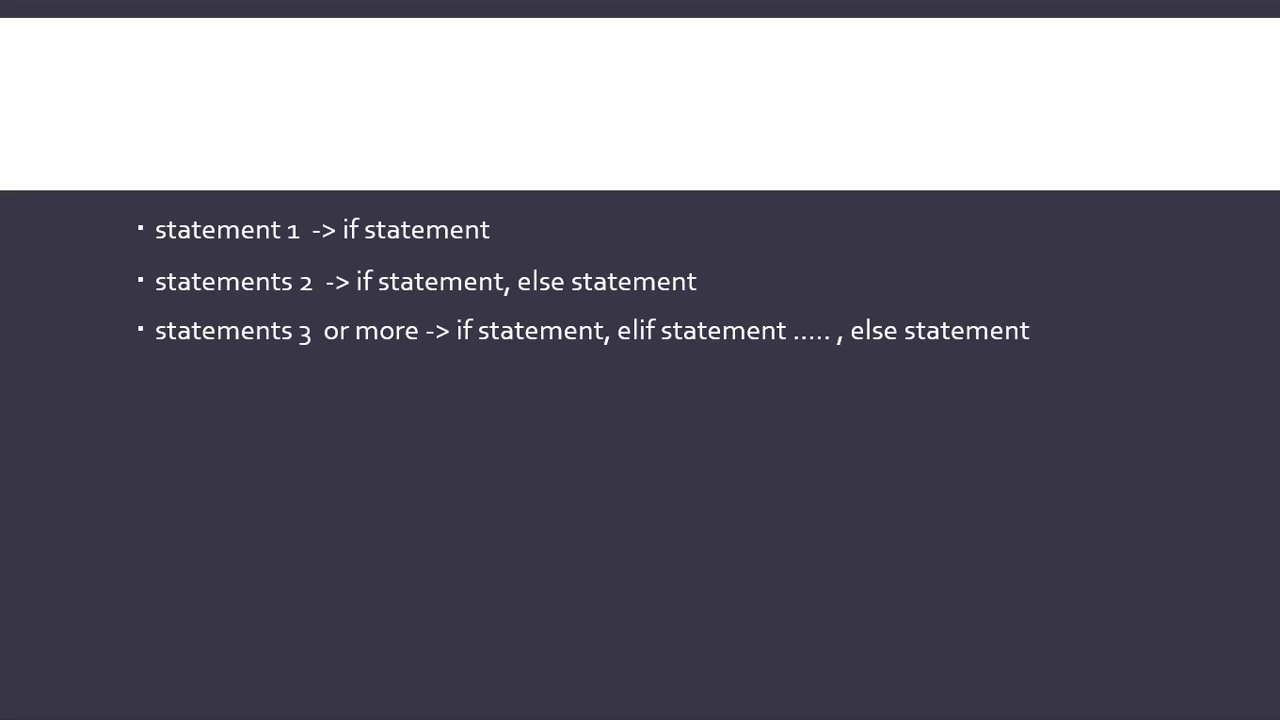 ▪ statement 1  -> if statement
▪ statements 2  -> if statement, else statement
▪ statements 3  or more -> if statement, elif statement ..... , else statement